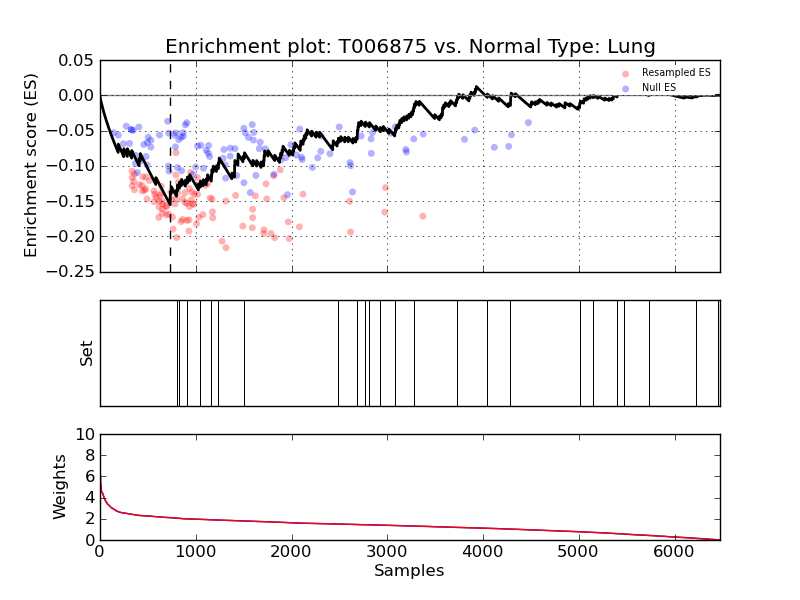 Enrichment plot: T006875 vs. Normal Type: Lung
Enrichment score (ES)
0.05
0.00
−0.05
−0.10
−0.15
−0.20
−0.25
Resampled ES
Null ES
Set
Weights
10
8
6
4
2
0
0 1000 2000 3000 4000 5000 6000
Samples